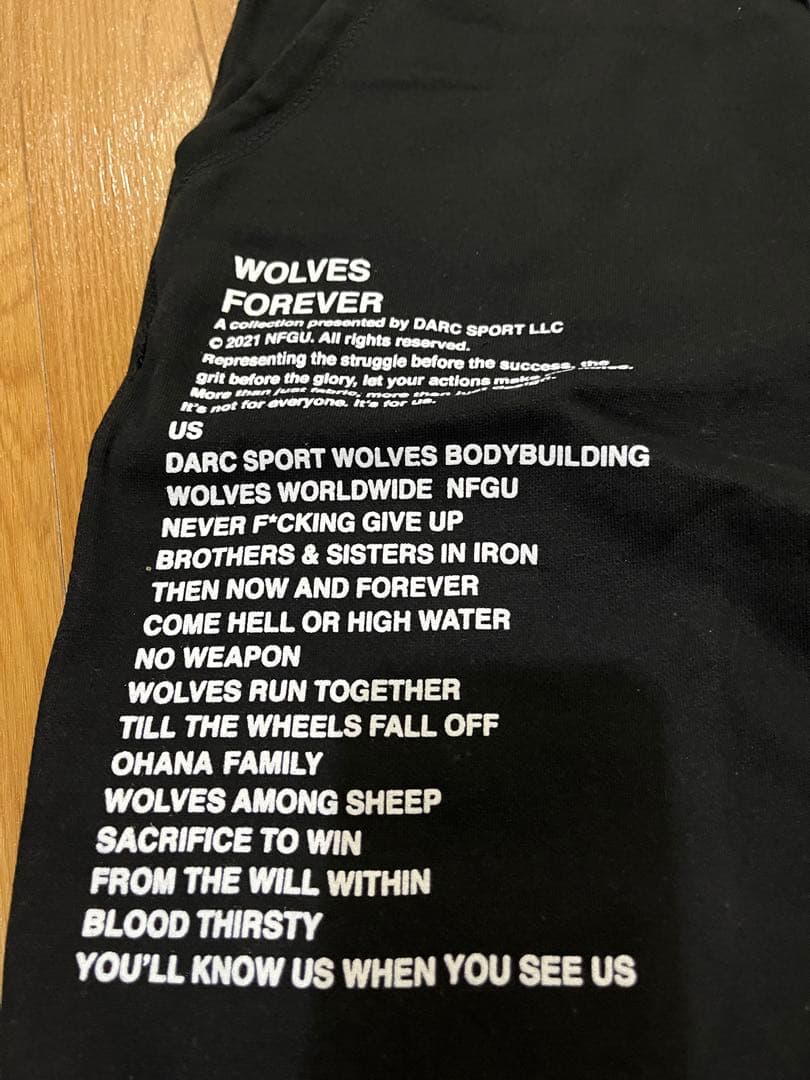 WOLVES
FOREVER
A collection presented by DARC SPORT LLC
© 2021 NFGU. All rights reserved.
Representing the struggle before the success, the
grit before the glory, let your actions make
More than just fabric, more than just
It's not for everyone. It's for us.
US
DARC SPORT WOLVES BODYBUILDING
WOLVES WORLDWIDE NFGU
NEVER F*CKING GIVE UP
BROTHERS & SISTERS IN IRON
THEN NOW AND FOREVER
COME HELL OR HIGH WATER
NO WEAPON
WOLVES RUN TOGETHER
TILL THE WHEELS FALL OFF
OHANA FAMILY
WOLVES AMONG SHEEP
SACRIFICE TO WIN
FROM THE WILL WITHIN
BLOOD THIRSTY
YOU'LL KNOW US WHEN YOU SEE US